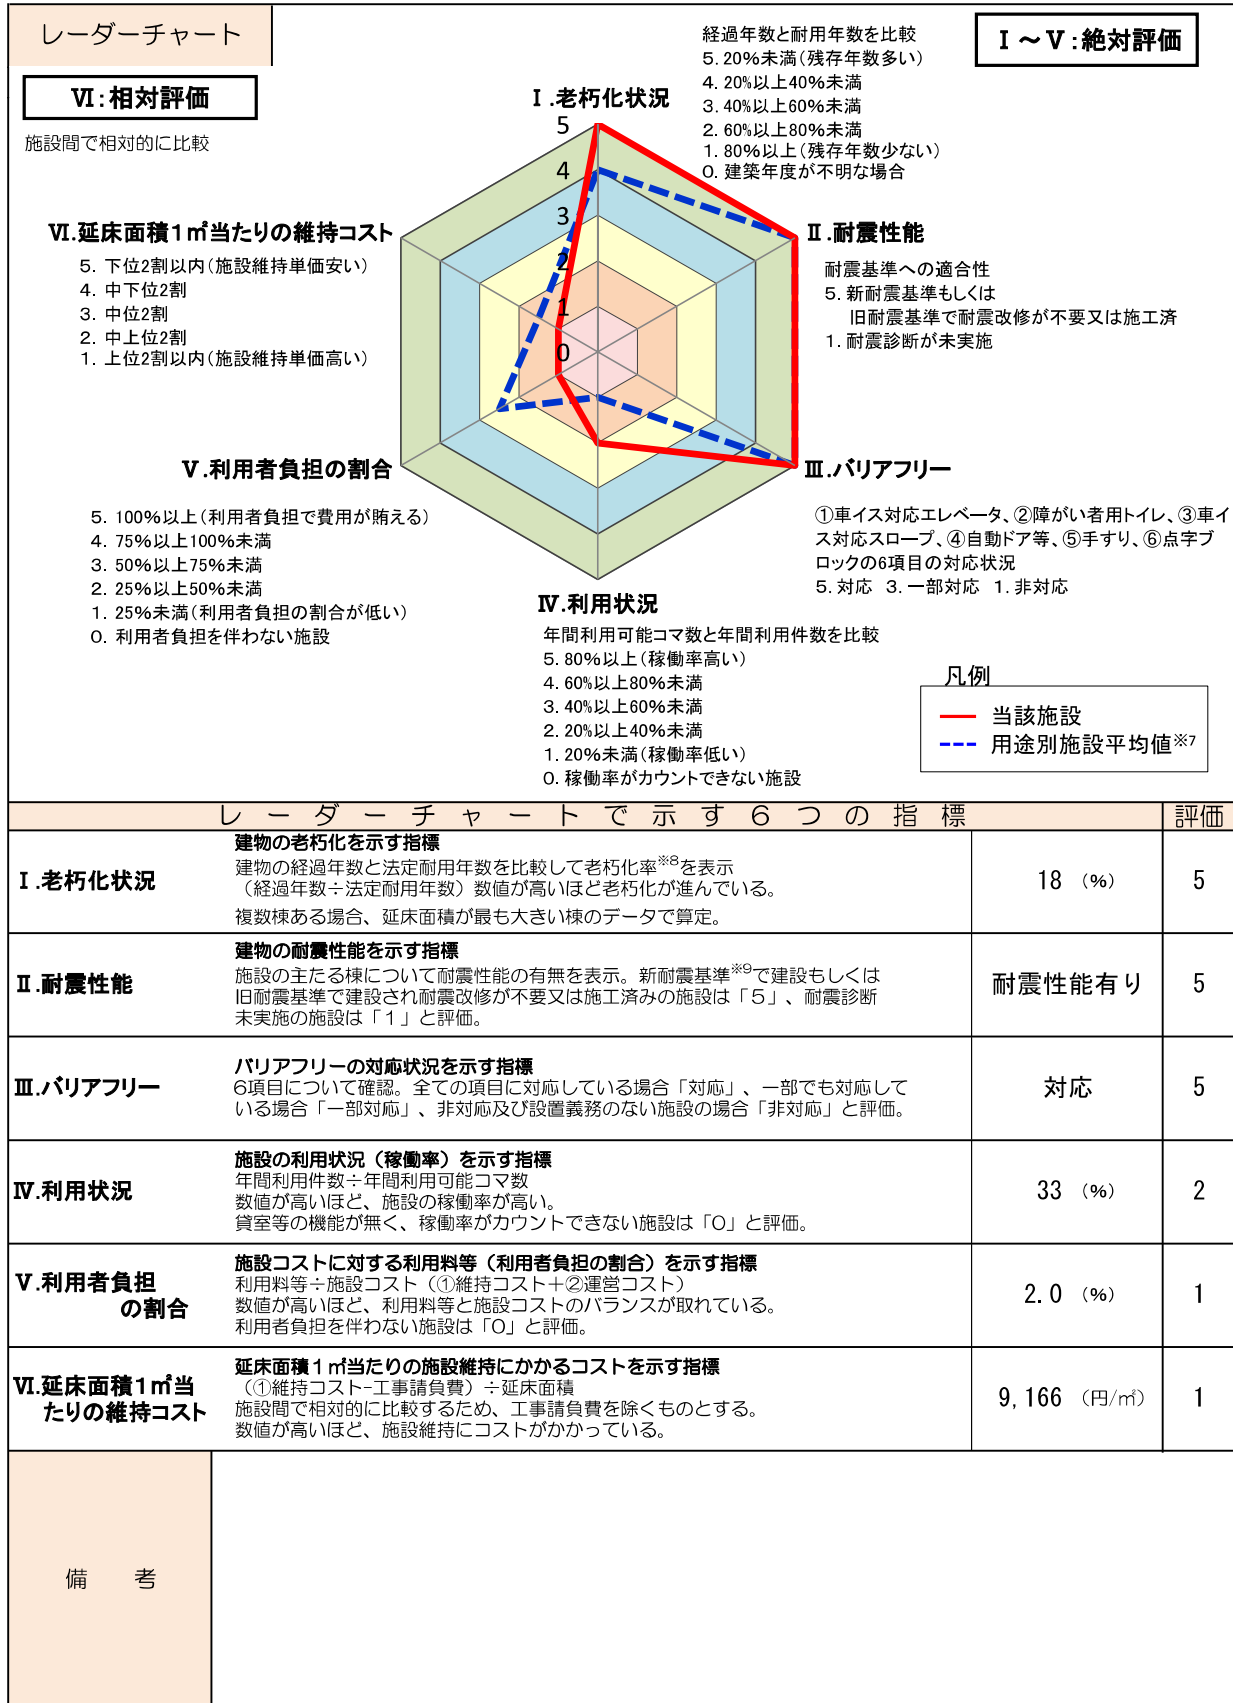 レーダーチャート
Ⅰ～Ⅴ:絶対評価
Ⅵ:相対評価
施設間で相対的に比較
経過年数と耐用年数を比較
5. 20%未満(残存年数多い)
4. 20%以上40%未満
3. 40%以上60%未満
2. 60%以上80%未満
1. 80%以上(残存年数少ない)
0. 建築年度が不明な場合
Ⅰ.老朽化状況
5
4
3
2
1
0
Ⅱ.耐震性能
耐震基準への適合性
5. 新耐震基準もしくは
旧耐震基準で耐震改修が不要又は施工済
1. 耐震診断が未実施
Ⅵ.延床面積1㎡当たりの維持コスト
5. 下位2割以内(施設維持単価安い)
4. 中下位2割
3. 中位2割
2. 中上位2割
1. 上位2割以内(施設維持単価高い)
Ⅴ.利用者負担の割合
5. 100%以上(利用者負担で費用が賄える)
4. 75%以上100%未満
3. 50%以上75%未満
2. 25%以上50%未満
1. 25%未満(利用者負担の割合が低い)
0. 利用者負担を伴わない施設
Ⅲ.バリアフリー
①車イス対応エレベータ、②障がい者用トイレ、③車イ
ス対応スロープ、④自動ドア等、⑤手すり、⑥点字ブ
ロックの6項目の対応状況
5. 対応 3. 一部対応 1. 非対応
Ⅳ.利用状況
年間利用可能コマ数と年間利用件数を比較
5. 80%以上(稼働率高い)
4. 60%以上80%未満
3. 40%以上60%未満
2. 20%以上40%未満
1. 20%未満(稼働率低い)
0. 稼働率がカウントできない施設
凡例
当該施設
用途別施設平均値※7
レーダーチャートで示す6つの指標 評価
Ⅰ.老朽化状況
建物の老朽化を示す指標
建物の経過年数と法定耐用年数を比較して老朽化率※8を表示
(経過年数÷法定耐用年数)数値が高いほど老朽化が進んでいる。
複数棟ある場合、延床面積が最も大きい棟のデータで算定。
18 (%) 5
Ⅱ.耐震性能
建物の耐震性能を示す指標
施設の主たる棟について耐震性能の有無を表示。新耐震基準※9で建設もしくは
旧耐震基準で建設され耐震改修が不要又は施工済みの施設は「5」、耐震診断
未実施の施設は「1」と評価。
耐震性能有り 5
Ⅲ.バリアフリー
バリアフリーの対応状況を示す指標
6項目について確認。全ての項目に対応している場合「対応」、一部でも対応して
いる場合「一部対応」、非対応及び設置義務のない施設の場合「非対応」と評価。
対応 5
Ⅳ.利用状況
施設の利用状況(稼働率)を示す指標
年間利用件数÷年間利用可能コマ数
数値が高いほど、施設の稼働率が高い。
貸室等の機能が無く、稼働率がカウントできない施設は「0」と評価。
33 (%) 2
Ⅴ.利用者負担
の割合
施設コストに対する利用料等(利用者負担の割合)を示す指標
利用料等÷施設コスト(①維持コスト+②運営コスト)
数値が高いほど、利用料等と施設コストのバランスが取れている。
利用者負担を伴わない施設は「0」と評価。
2.0 (%) 1
Ⅵ.延床面積1㎡当
たりの維持コスト
延床面積1㎡当たりの施設維持にかかるコストを示す指標
(①維持コスト-工事請負費)÷延床面積
施設間で相対的に比較するため、工事請負費を除くものとする。
数値が高いほど、施設維持にコストがかかっている。
9,166 (円/㎡) 1
備 考